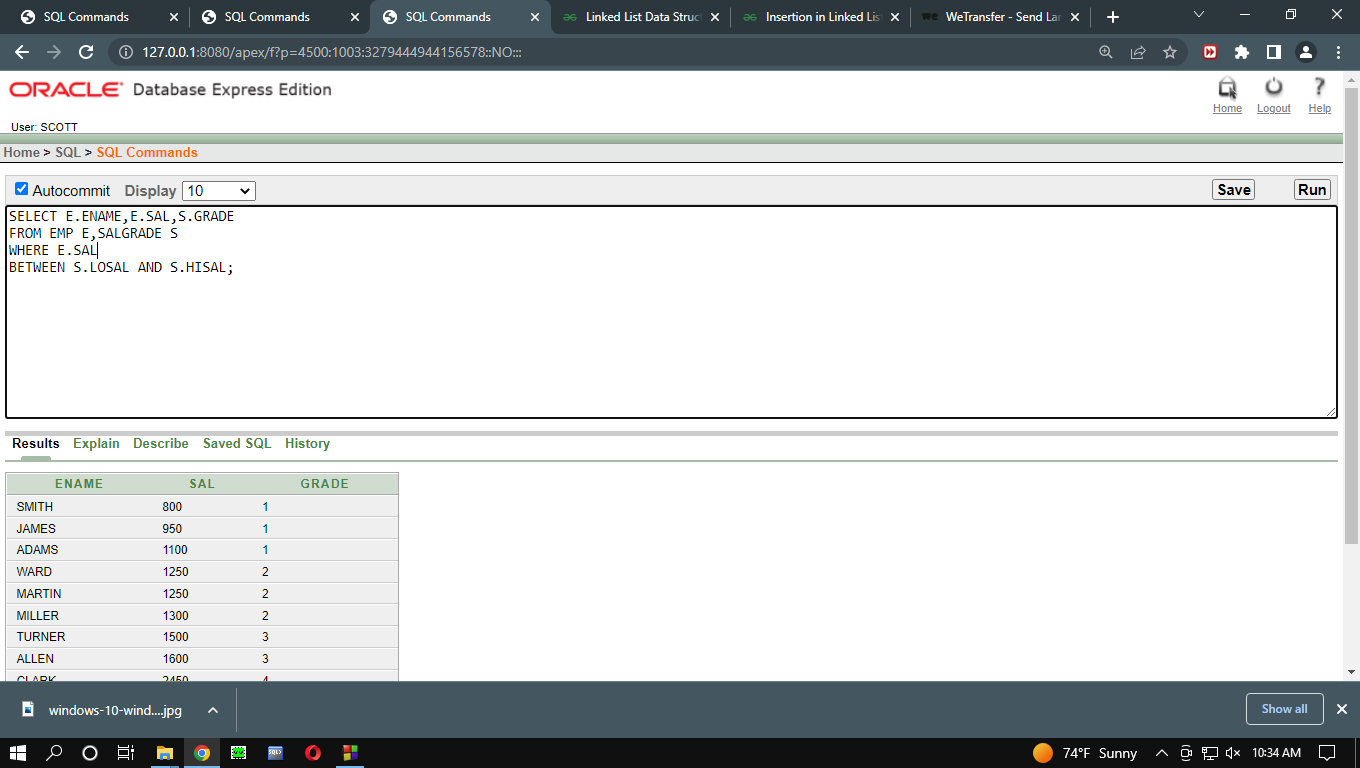 SQL Commands SQL Commands SQL Commands Linked List Data Struc Insertion in Linked Lis WeTransfer - Send Lar
127.0.0.1:8080/apex/f?p=4500:1003:3279444944156578::NO:::
ORACLE Database Express Edition
Home Logout Help
User: SCOTT
Home > SQL > SQL Commands
Autocommit Display 10 Save Run
SELECT E.ENAME,E.SAL,S.GRADE
FROM EMP E,SALGRADE S
WHERE E.SAL
BETWEEN S.LOSAL AND S.HISAL;
Results Explain Describe Saved SQL History
ENAME SAL GRADE
SMITH 800 1
JAMES 950 1
ADAMS 1100 1
WARD 1250 2
MARTIN 1250 2
MILLER 1300 2
TURNER 1500 3
ALLEN 1600 3
CLARK 2450 4
windows-10-wind....jpg Show all
74°F Sunny 10:34 AM